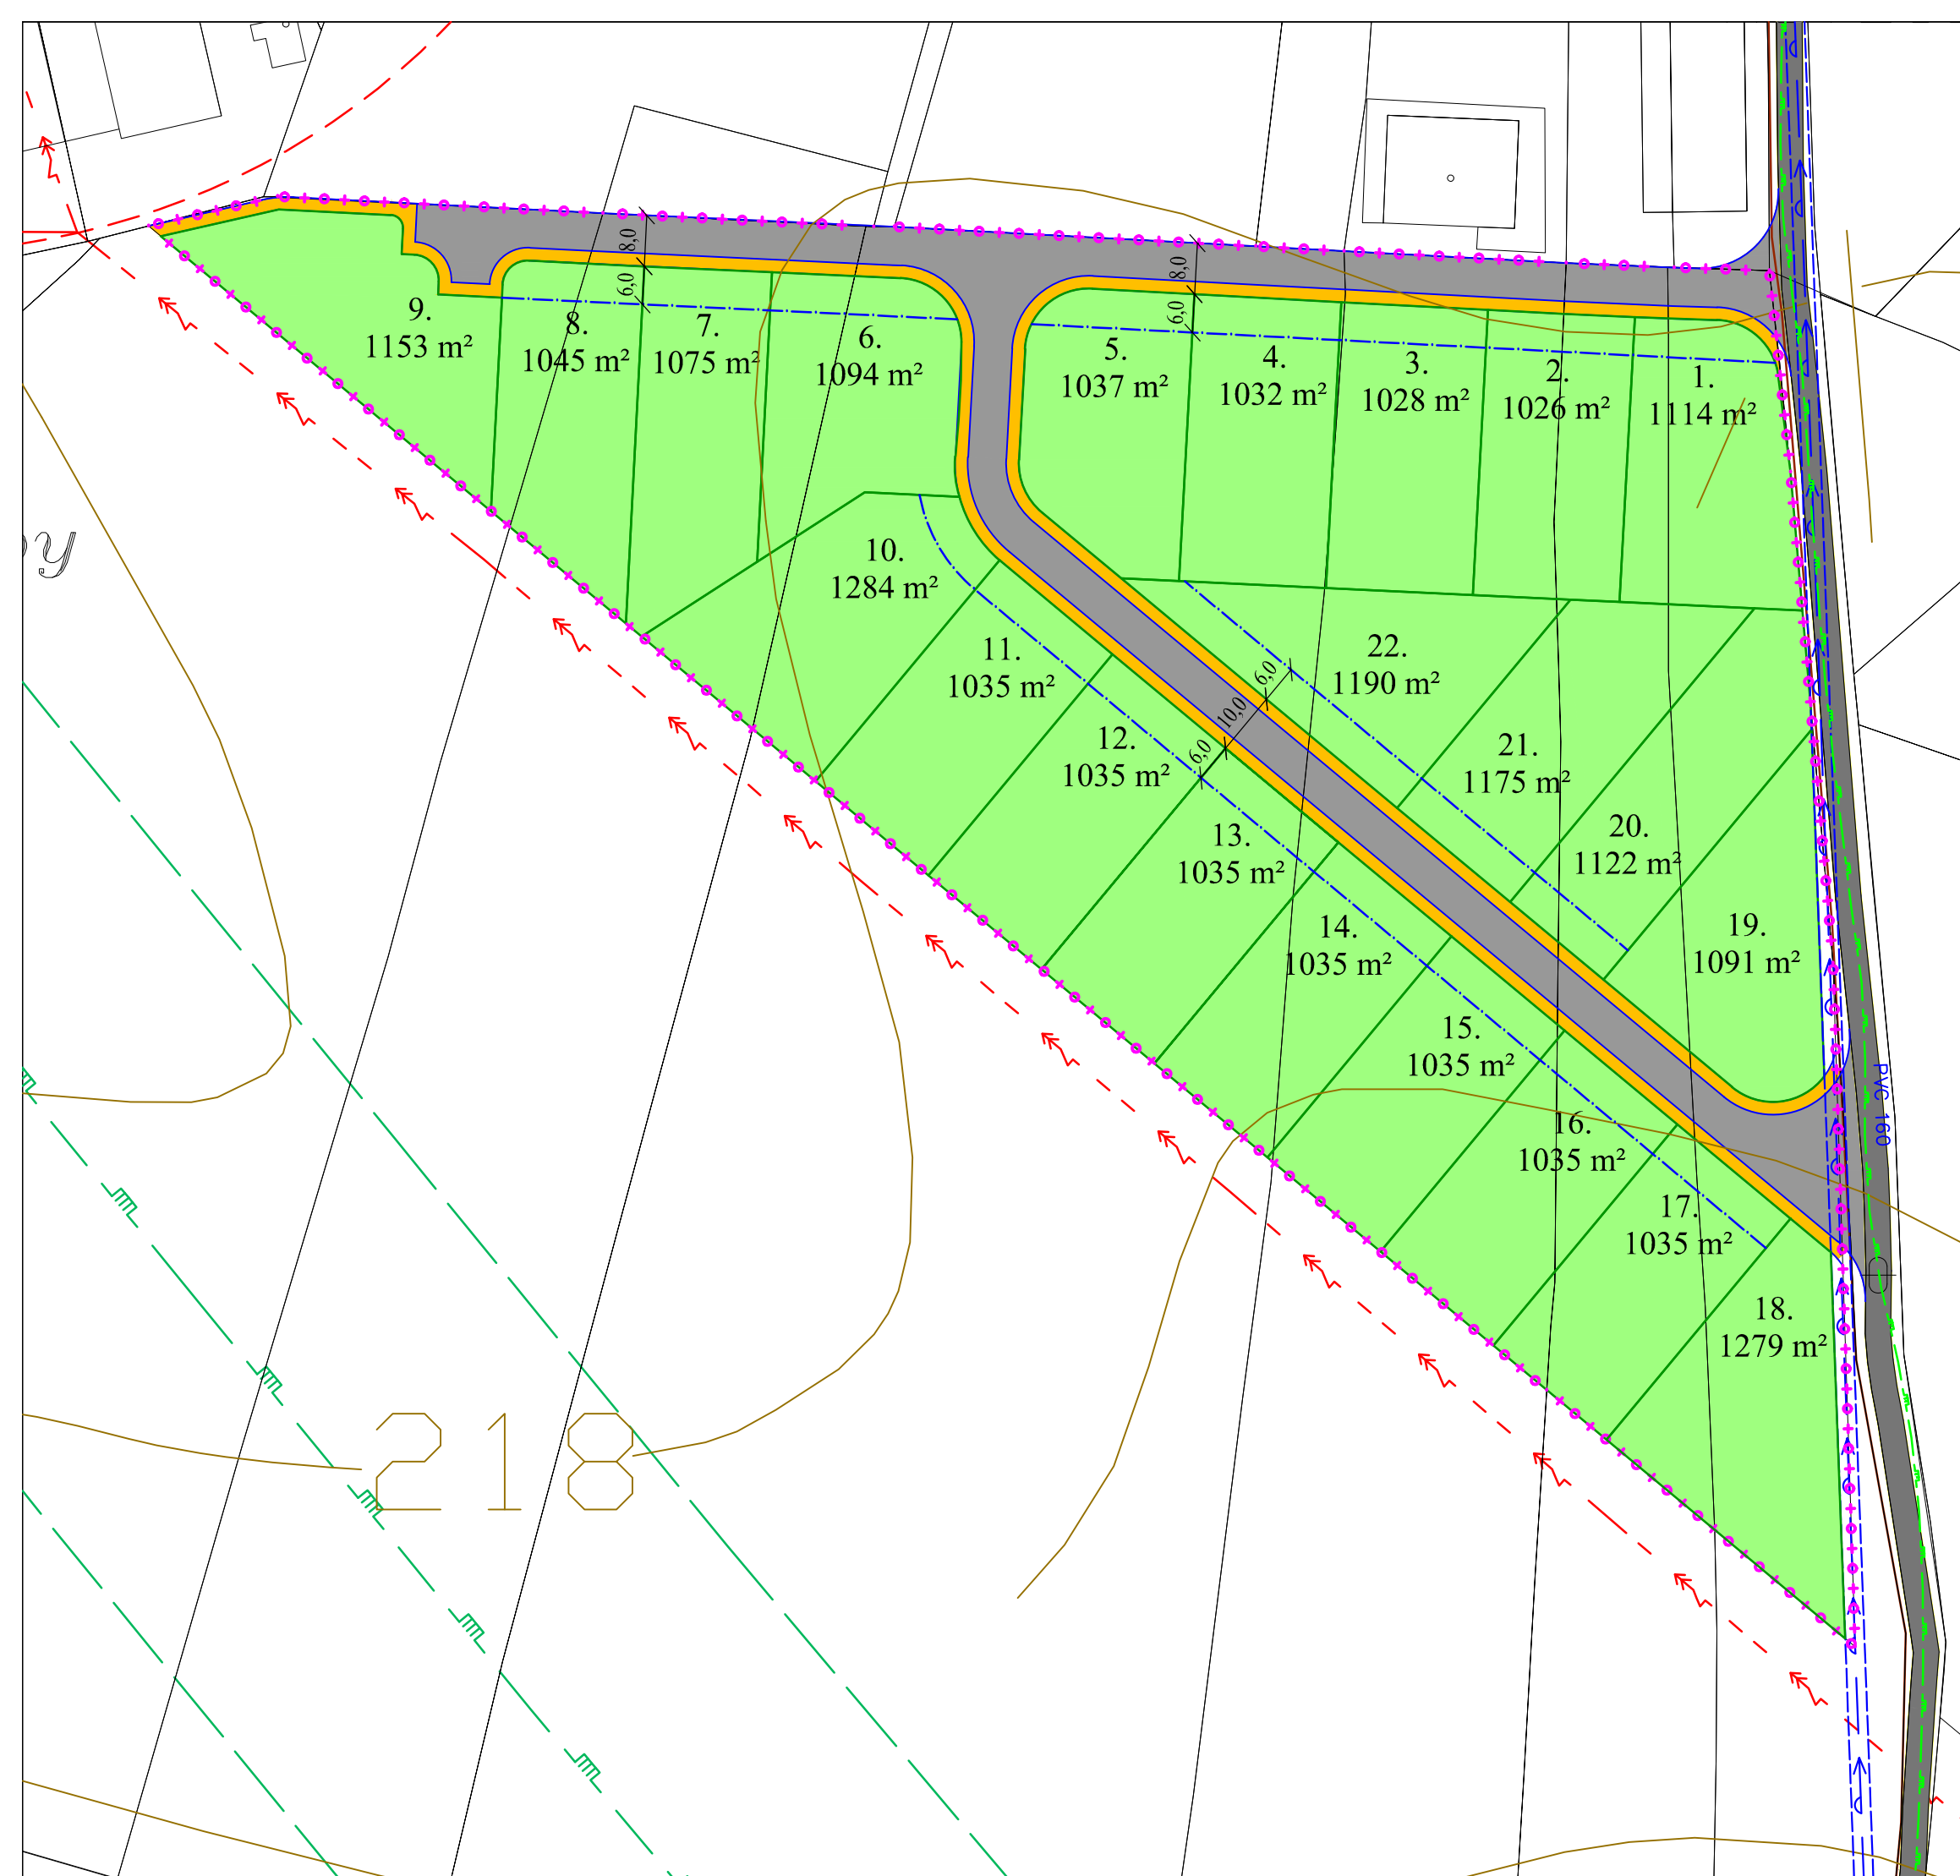 8,0
6,0
8,0
6,0
9.
1153 m²
8.
1045 m²
7.
1075 m²
6.
1094 m²
5.
1037 m²
4.
1032 m²
3.
1028 m²
2.
1026 m²
1.
1114 m²
10.
1284 m²
11.
1035 m²
12.
1035 m²
13.
1035 m²
14.
1035 m²
15.
1035 m²
16.
1035 m²
17.
1035 m²
18.
1279 m²
22.
1190 m²
21.
1175 m²
20.
1122 m²
19.
1091 m²
6,0
10,0
6,0
PVC 160
218